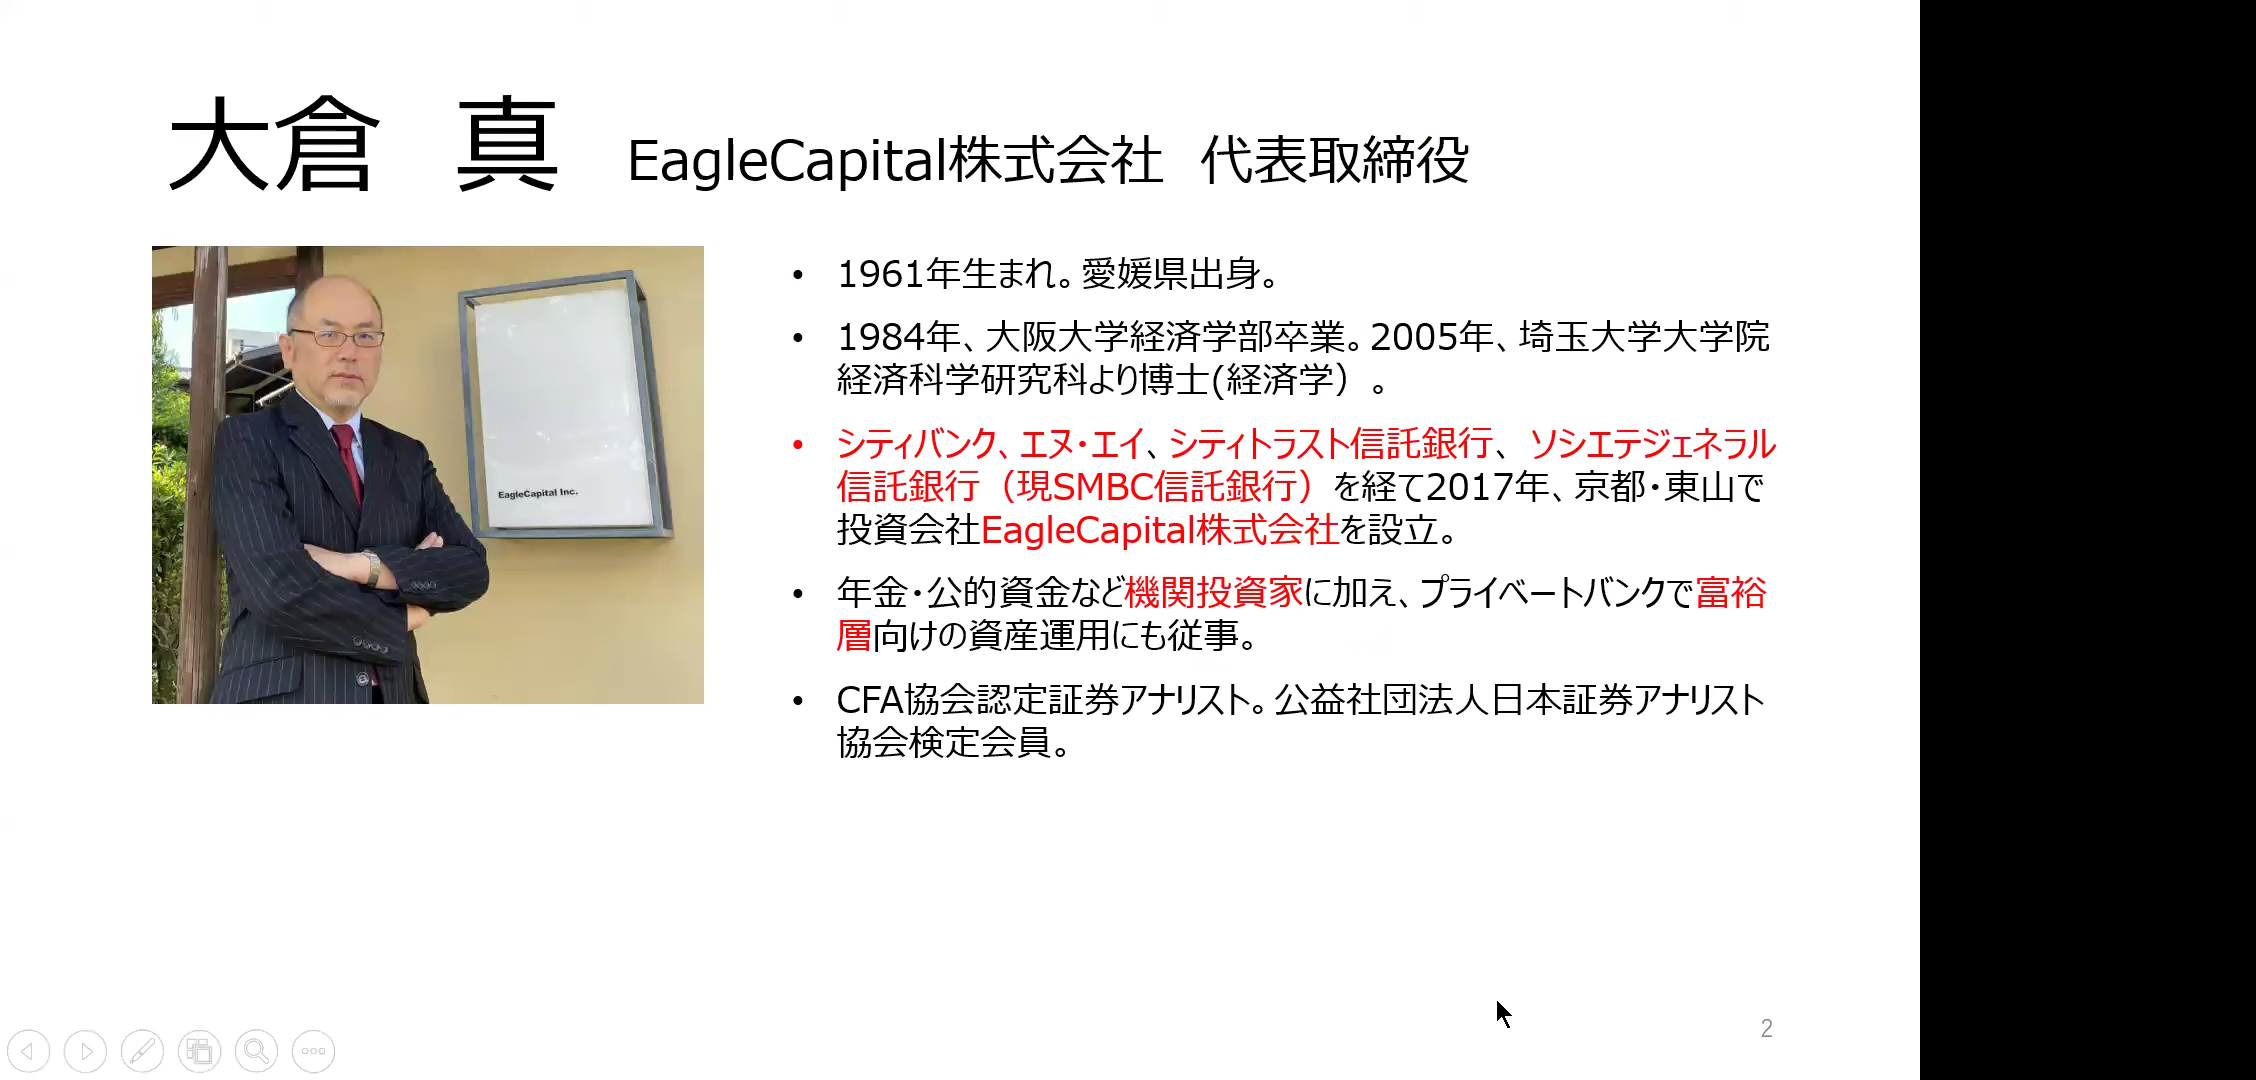 大倉　真　EagleCapital株式会社　代表取締役
EagleCapital Inc.
• 1961年生まれ。愛媛県出身。
• 1984年、大阪大学経済学部卒業。2005年、埼玉大学大学院
経済科学研究科より博士(経済学）。
• シティバンク、エヌ・エイ、シティトラスト信託銀行、ソシエテジェネラル
信託銀行（現SMBC信託銀行）を経て2017年、京都・東山で
投資会社EagleCapital株式会社を設立。
• 年金・公的資金など機関投資家に加え、プライベートバンクで富裕
層向けの資産運用にも従事。
• CFA協会認定証券アナリスト。公益社団法人日本証券アナリスト
協会検定会員。
2